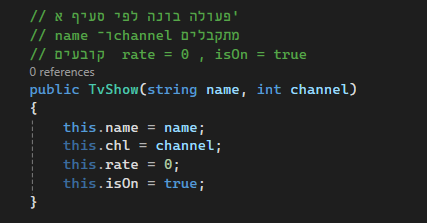 // פעולה בונה לפי סעיף א'
// name ו־channel מתקבלים
// קובעים  rate = 0 , isOn = true
0 references
public TvShow(string name, int channel)
{
this.name = name;
this.chl = channel;
this.rate = 0;
this.isOn = true;
}